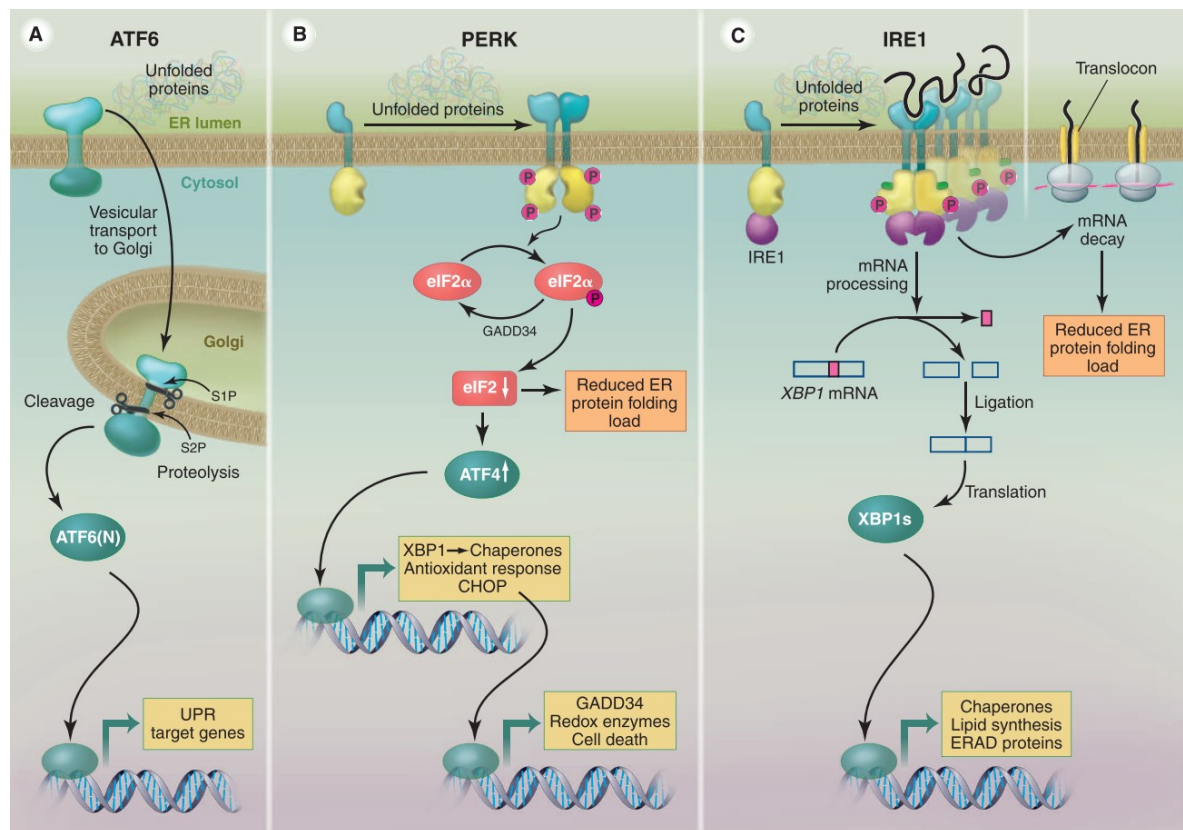 A
ATF6
Unfolded
proteins
ER lumen
Cytosol
Vesicular
transport
to Golgi
Golgi
S1P
Cleavage
S2P
Proteolysis
ATF6(N)
UPR
target genes
B
PERK
Unfolded proteins
P
P
P
P
eIF2α
eIF2α
P
GADD34
eIF2
Reduced ER
protein folding
load
ATF4
XBP1→Chaperones
Antioxidant response
CHOP
GADD34
Redox enzymes
Cell death
C
IRE1
Unfolded
proteins
Translocon
P
P
P
P
IRE1
mRNA
decay
mRNA
processing
Reduced ER
protein folding
load
XBP1 mRNA
Ligation
Translation
XBP1s
Chaperones
Lipid synthesis
ERAD proteins